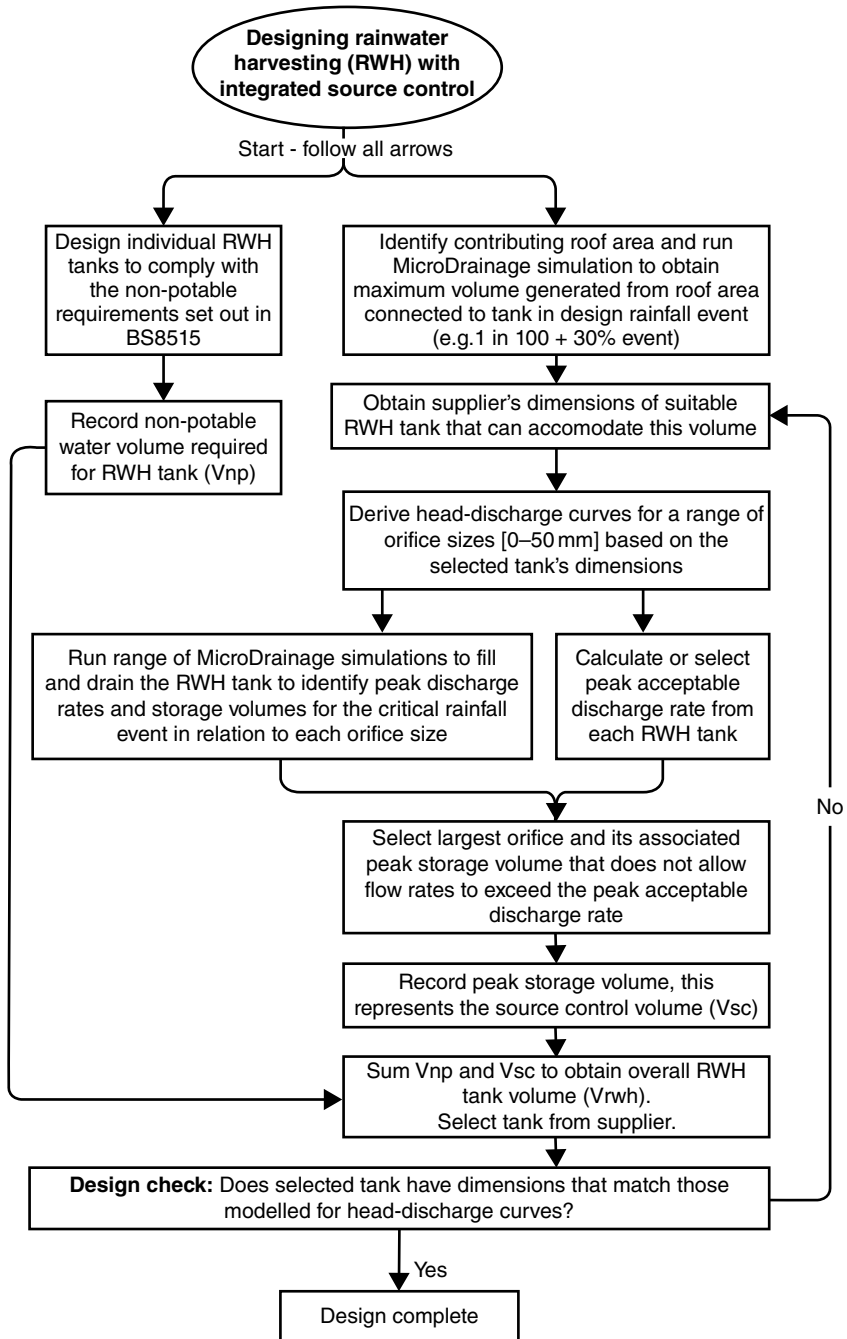 Designing rainwater
harvesting (RWH) with
integrated source control
Start - follow all arrows
Design individual RWH
tanks to comply with
the non-potable
requirements set out in
BS8515
Identify contributing roof area and run
MicroDrainage simulation to obtain
maximum volume generated from roof area
connected to tank in design rainfall event
(e.g.1 in 100 + 30% event)
Record non-potable
water volume required
for RWH tank (Vnp)
Obtain supplier's dimensions of suitable
RWH tank that can accomodate this volume
Derive head-discharge curves for a range of
orifice sizes [0–50 mm] based on the
selected tank's dimensions
Run range of MicroDrainage simulations to fill
and drain the RWH tank to identify peak discharge
rates and storage volumes for the critical rainfall
event in relation to each orifice size
Calculate or select
peak acceptable
discharge rate from
each RWH tank
No
Select largest orifice and its associated
peak storage volume that does not allow
flow rates to exceed the peak acceptable
discharge rate
Record peak storage volume, this
represents the source control volume (Vsc)
Sum Vnp and Vsc to obtain overall RWH
tank volume (Vrwh).
Select tank from supplier.
Design check: Does selected tank have dimensions that match those
modelled for head-discharge curves?
Yes
Design complete